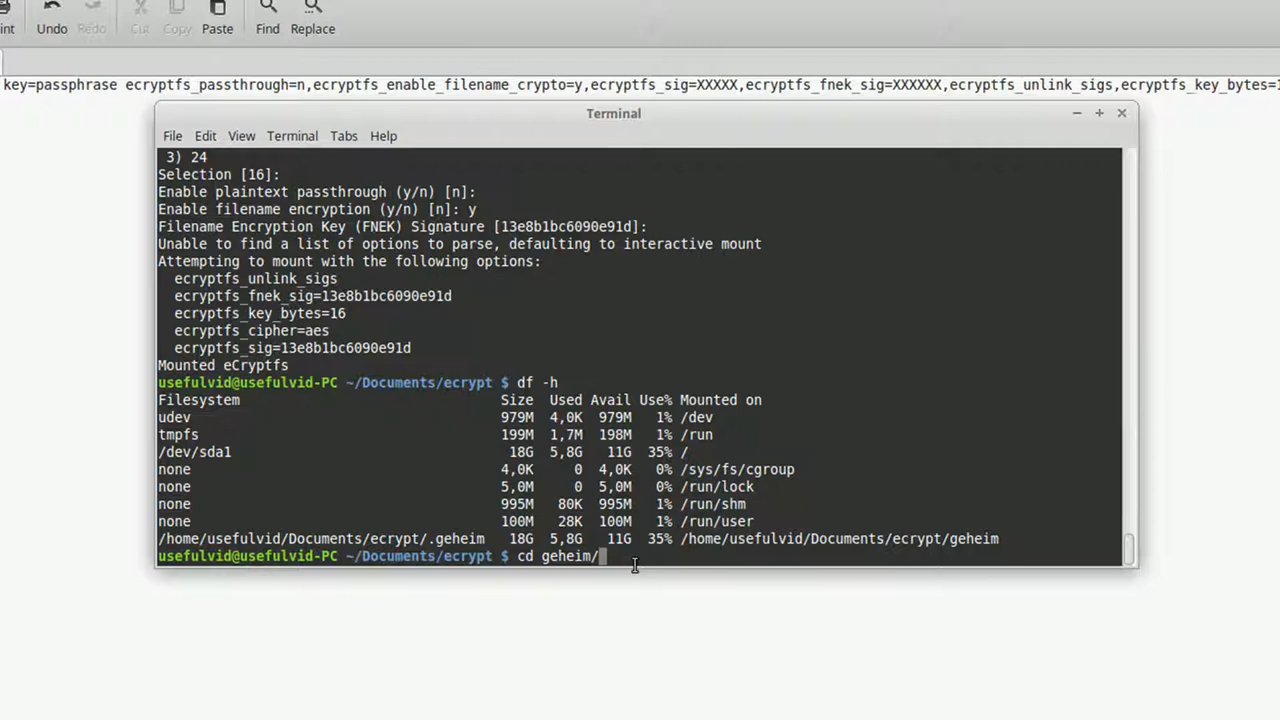 int Undo Redo Cut Copy Paste Find Replace
key=passphrase ecryptfs_passthrough=n,ecryptfs_enable_filename_crypto=y,ecryptfs_sig=XXXXX,ecryptfs_fnek_sig=XXXXXX,ecryptfs_unlink_sigs,ecryptfs_key_bytes=1
Terminal
File Edit View Terminal Tabs Help
3) 24
Selection [16]:
Enable plaintext passthrough (y/n) [n]:
Enable filename encryption (y/n) [n]: y
Filename Encryption Key (FNEK) Signature [13e8b1bc6090e91d]:
Unable to find a list of options to parse, defaulting to interactive mount
Attempting to mount with the following options:
ecryptfs_unlink_sigs
ecryptfs_fnek_sig=13e8b1bc6090e91d
ecryptfs_key_bytes=16
ecryptfs_cipher=aes
ecryptfs_sig=13e8b1bc6090e91d
Mounted eCryptfs
usefulvid@usefulvid-PC ~/Documents/ecrypt $ df -h
Filesystem Size Used Avail Use% Mounted on
udev 979M 4,0K 979M 1% /dev
tmpfs 199M 1,7M 198M 1% /run
/dev/sda1 18G 5,8G 11G 35% /
none 4,0K 0 4,0K 0% /sys/fs/cgroup
none 5,0M 0 5,0M 0% /run/lock
none 995M 80K 995M 1% /run/shm
none 100M 28K 100M 1% /run/user
/home/usefulvid/Documents/ecrypt/.geheim 18G 5,8G 11G 35% /home/usefulvid/Documents/ecrypt/geheim
usefulvid@usefulvid-PC ~/Documents/ecrypt $ cd geheim/